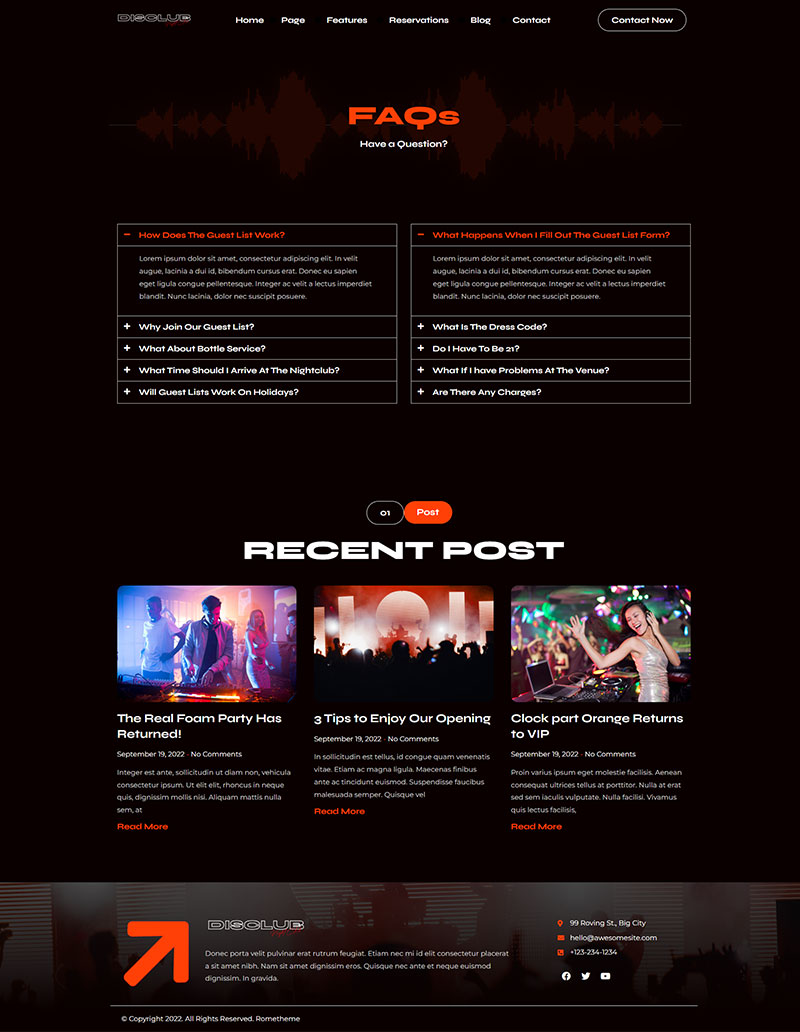 DISCLUB
Home Page Features Reservations Blog Contact Contact Now
FAQs
Have a Question?
How Does The Guest List Work?
Lorem ipsum dolor sit amet, consectetur adipiscing elit. In velit
augue, lacinia a dui id, bibendum cursus erat. Donec eu sapien
eget ligula congue pellentesque. Integer ac velit a lectus imperdiet
blandit. Nunc lacinia, dolor nec suscipit posuere.
Why Join Our Guest List?
What About Bottle Service?
What Time Should I Arrive At The Nightclub?
Will Guest Lists Work On Holidays?
What Happens When I Fill Out The Guest List Form?
Lorem ipsum dolor sit amet, consectetur adipiscing elit. In velit
augue, lacinia a dui id, bibendum cursus erat. Donec eu sapien
eget ligula congue pellentesque. Integer ac velit a lectus imperdiet
blandit. Nunc lacinia, dolor nec suscipit posuere.
What Is The Dress Code?
Do I Have To Be 21?
What If I have Problems At The Venue?
Are There Any Charges?
01 Post
RECENT POST
The Real Foam Party Has
Returned!
September 19, 2022 · No Comments
Integer est ante, sollicitudin ut diam non, vehicula
consectetur ipsum. Ut elit elit, rhoncus in neque
quis, dignissim mollis nisi. Aliquam mattis nulla
sem, at
Read More
3 Tips to Enjoy Our Opening
September 19, 2022 · No Comments
In sollicitudin est tellus, id congue quam venenatis
vitae. Etiam ac magna ligula. Maecenas finibus
ante ac tincidunt euismod. Suspendisse faucibus
malesuada semper. Quisque vel
Read More
Clock part Orange Returns
to VIP
September 19, 2022 · No Comments
Proin varius ipsum eget molestie facilisis. Aenean
consequat ultrices tellus at porttitor. Nulla at erat
sed sem iaculis vulputate. Nulla facilisi. Vivamus
quis lectus facilisis,
Read More
DISCLUB
Donec porta velit pulvinar erat rutrum feugiat. Etiam nec mi id elit consectetur placerat
a sit amet nibh. Nam sit amet dignissim eros. Quisque nec ante et neque euismod
dignissim. In gravida.
99 Roving St., Big City
hello@awesomesite.com
+123-234-1234
© Copyright 2022. All Rights Reserved. Rometheme